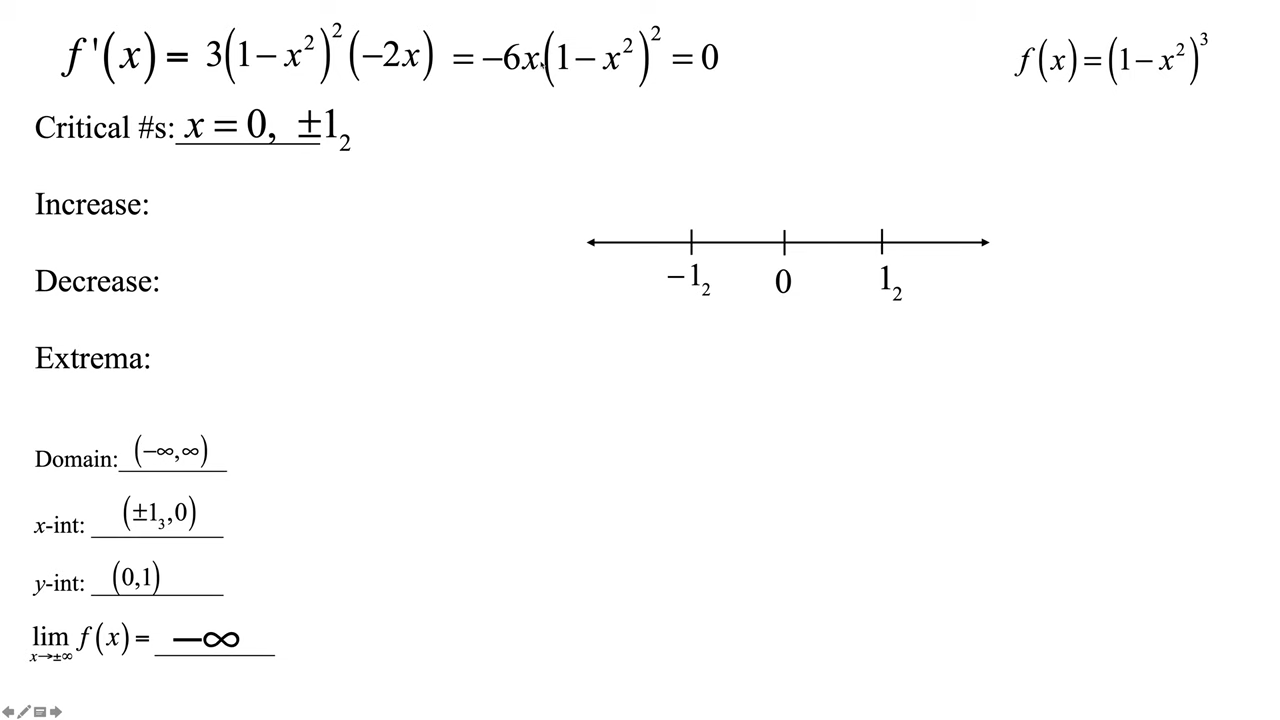 f'(x) = 3(1−x²)²(−2x) = −6x(1−x²)² = 0
f(x) = (1−x²)³
Critical #s: x = 0, ±1₂
Increase:
−1₂ 0 1₂
Decrease:
Extrema:
Domain: (−∞,∞)
x-int: (±1₃,0)
y-int: (0,1)
lim f(x) = −∞
x→±∞